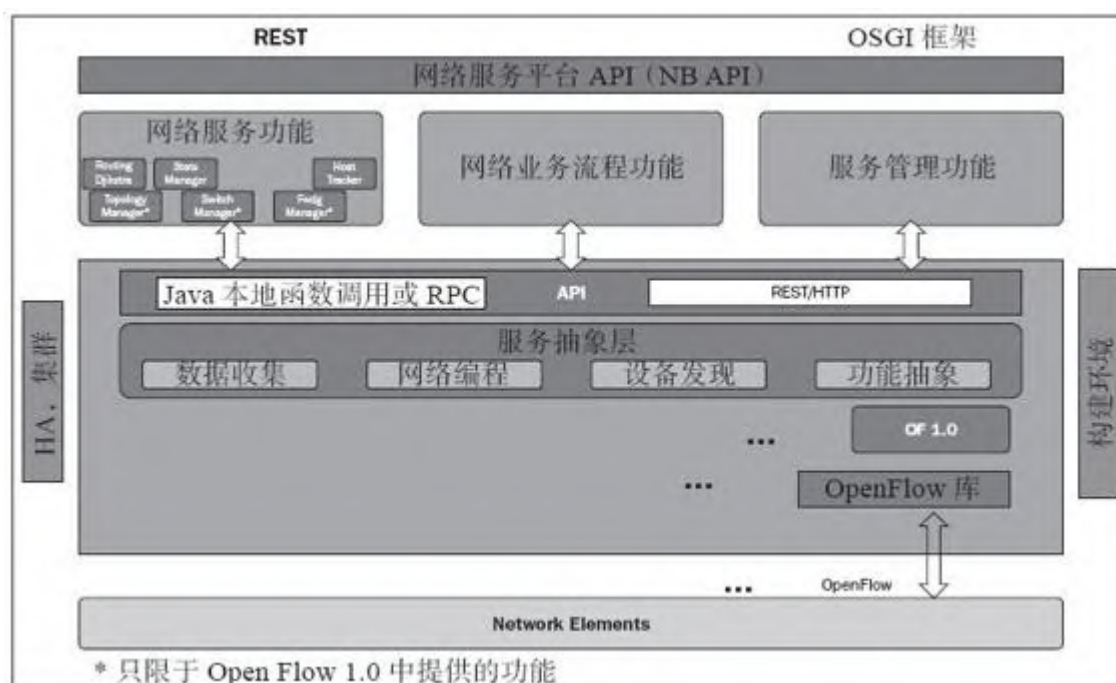 REST
OSGI 框架
网络服务平台 API（NB API）
网络服务功能
Routing
Dijkstra
Stats
Manager
Host
Tracker
Topology
Manager*
Switch
Manager*
Fwdg
Manager*
网络业务流程功能
服务管理功能
Java 本地函数调用或 RPC
API
REST/HTTP
服务抽象层
数据收集
网络编程
设备发现
功能抽象
HA、集群
构建环境
... OF 1.0
... OpenFlow 库
... OpenFlow
Network Elements
* 只限于 Open Flow 1.0 中提供的功能